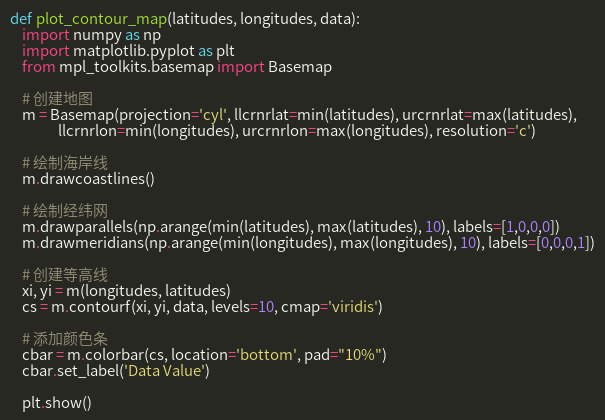 def plot_contour_map(latitudes, longitudes, data):
import numpy as np
import matplotlib.pyplot as plt
from mpl_toolkits.basemap import Basemap
# 创建地图
m = Basemap(projection='cyl', llcrnrlat=min(latitudes), urcrnrlat=max(latitudes),
llcrnrlon=min(longitudes), urcrnrlon=max(longitudes), resolution='c')
# 绘制海岸线
m.drawcoastlines()
# 绘制经纬网
m.drawparallels(np.arange(min(latitudes), max(latitudes), 10), labels=[1,0,0,0])
m.drawmeridians(np.arange(min(longitudes), max(longitudes), 10), labels=[0,0,0,1])
# 创建等高线
xi, yi = m(longitudes, latitudes)
cs = m.contourf(xi, yi, data, levels=10, cmap='viridis')
# 添加颜色条
cbar = m.colorbar(cs, location='bottom', pad="10%")
cbar.set_label('Data Value')
plt.show()